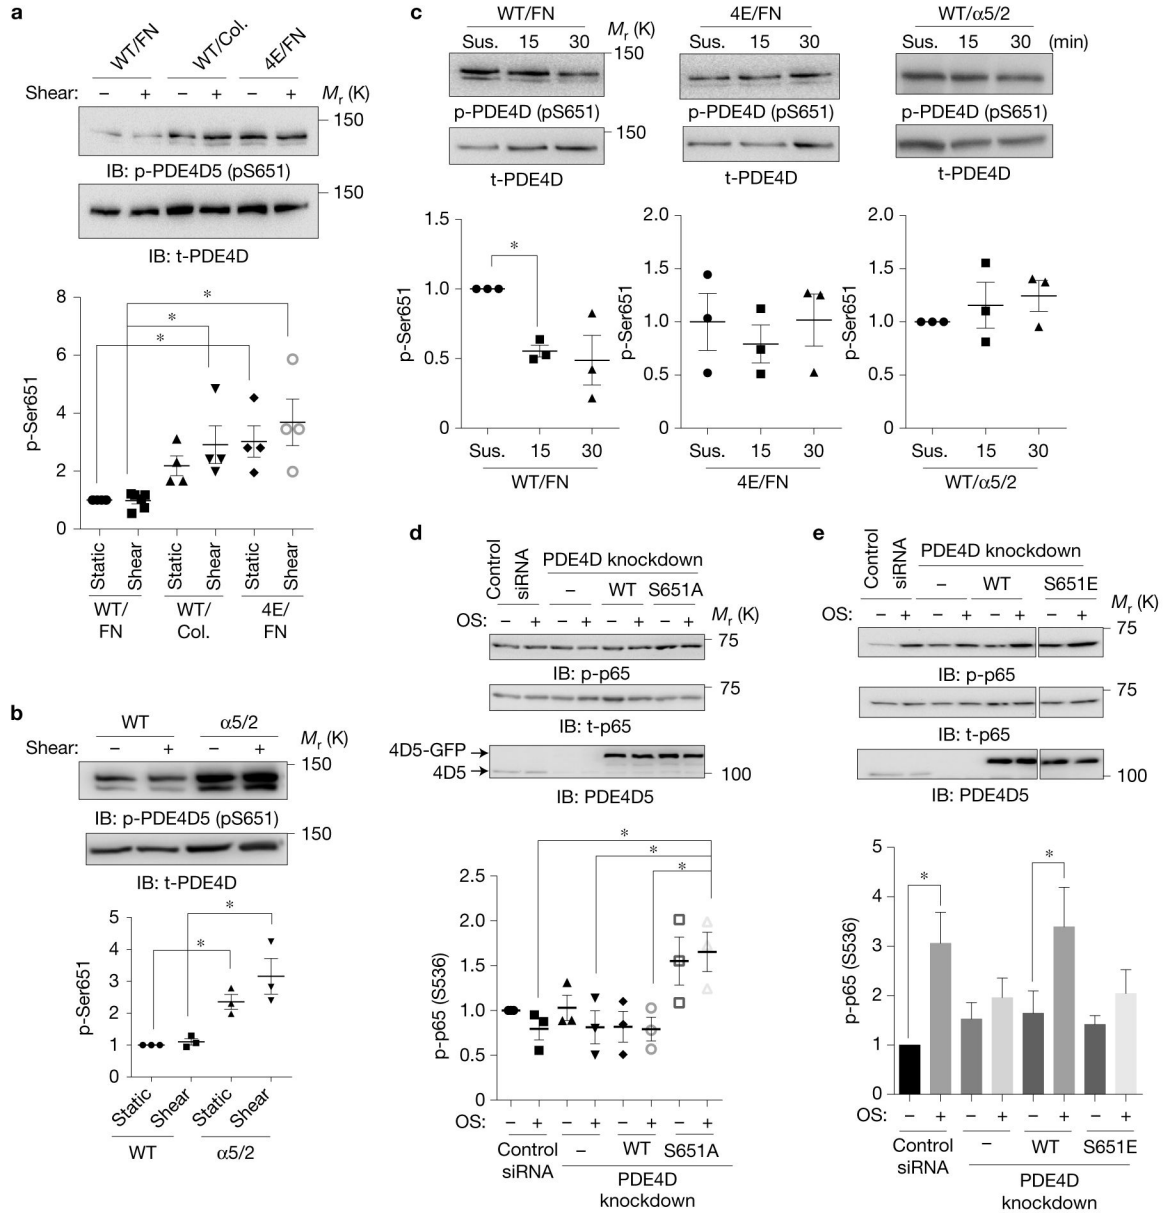 a
WT/FN WT/Col. 4E/FN
Shear: – + – + – + Mr (K)
150
IB: p-PDE4D5 (pS651)
150
IB: t-PDE4D
8
6
4
2
0
p-Ser651
* * *
Static Shear Static Shear Static Shear
WT/ WT/ 4E/
FN Col. FN
b
WT α5/2
Shear: – + – + Mr (K)
150
IB: p-PDE4D5 (pS651)
150
IB: t-PDE4D
5
4
3
2
1
0
p-Ser651
* *
Static Shear Static Shear
WT α5/2
c
WT/FN 4E/FN WT/α5/2
Sus. 15 30 Mr (K) Sus. 15 30 Sus. 15 30 (min)
150
p-PDE4D (pS651) p-PDE4D (pS651) p-PDE4D (pS651)
150
t-PDE4D t-PDE4D t-PDE4D
1.5
1.0
0.5
0
p-Ser651
*
Sus. 15 30
WT/FN
2.0
1.5
1.0
0.5
0
p-Ser651
Sus. 15 30
4E/FN
2.0
1.5
1.0
0.5
0
p-Ser651
Sus. 15 30
WT/α5/2
d
Control
siRNA
PDE4D knockdown
– WT S651A
OS: – + – + – + – + Mr (K)
75
IB: p-p65
75
IB: t-p65
4D5-GFP
4D5
100
IB: PDE4D5
2.5
2.0
1.5
1.0
0.5
0
p-p65 (S536)
* * *
OS: – + – + – + – +
Control – WT S651A
siRNA
PDE4D
knockdown
e
Control
siRNA
PDE4D knockdown
– WT S651E
OS: – + – + – + – + Mr (K)
75
IB: p-p65
75
IB: t-p65
100
IB: PDE4D5
5
4
3
2
1
0
p-p65 (S536)
* *
OS: – + – + – + – +
Control – WT S651E
siRNA
PDE4D
knockdown